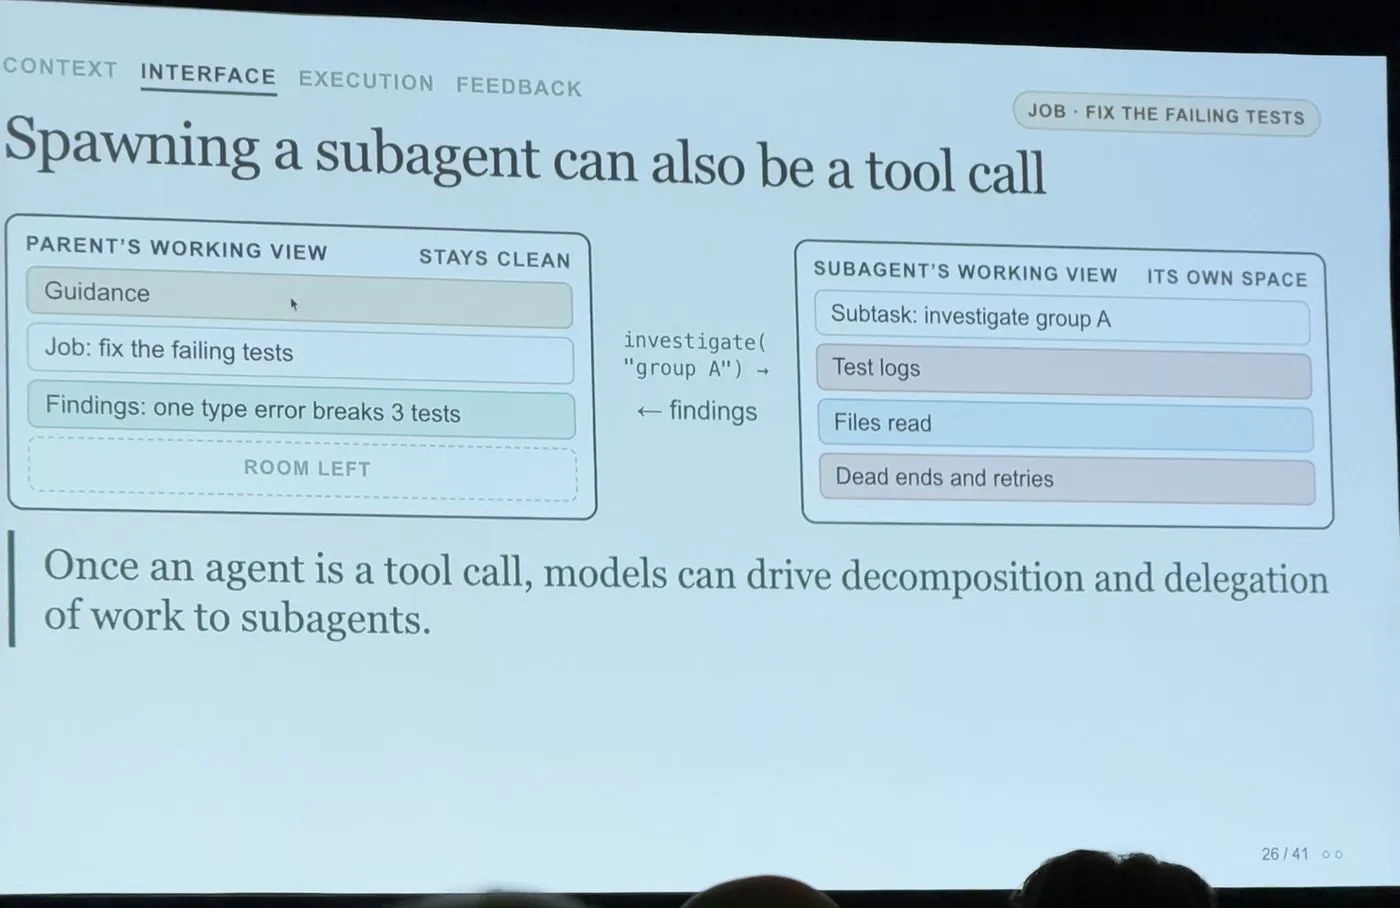 CONTEXT INTERFACE EXECUTION FEEDBACK
JOB · FIX THE FAILING TESTS
Spawning a subagent can also be a tool call
PARENT’S WORKING VIEW STAYS CLEAN
Guidance
Job: fix the failing tests
Findings: one type error breaks 3 tests
ROOM LEFT
investigate(
"group A") →
← findings
SUBAGENT’S WORKING VIEW ITS OWN SPACE
Subtask: investigate group A
Test logs
Files read
Dead ends and retries
Once an agent is a tool call, models can drive decomposition and delegation
of work to subagents.
26 / 41